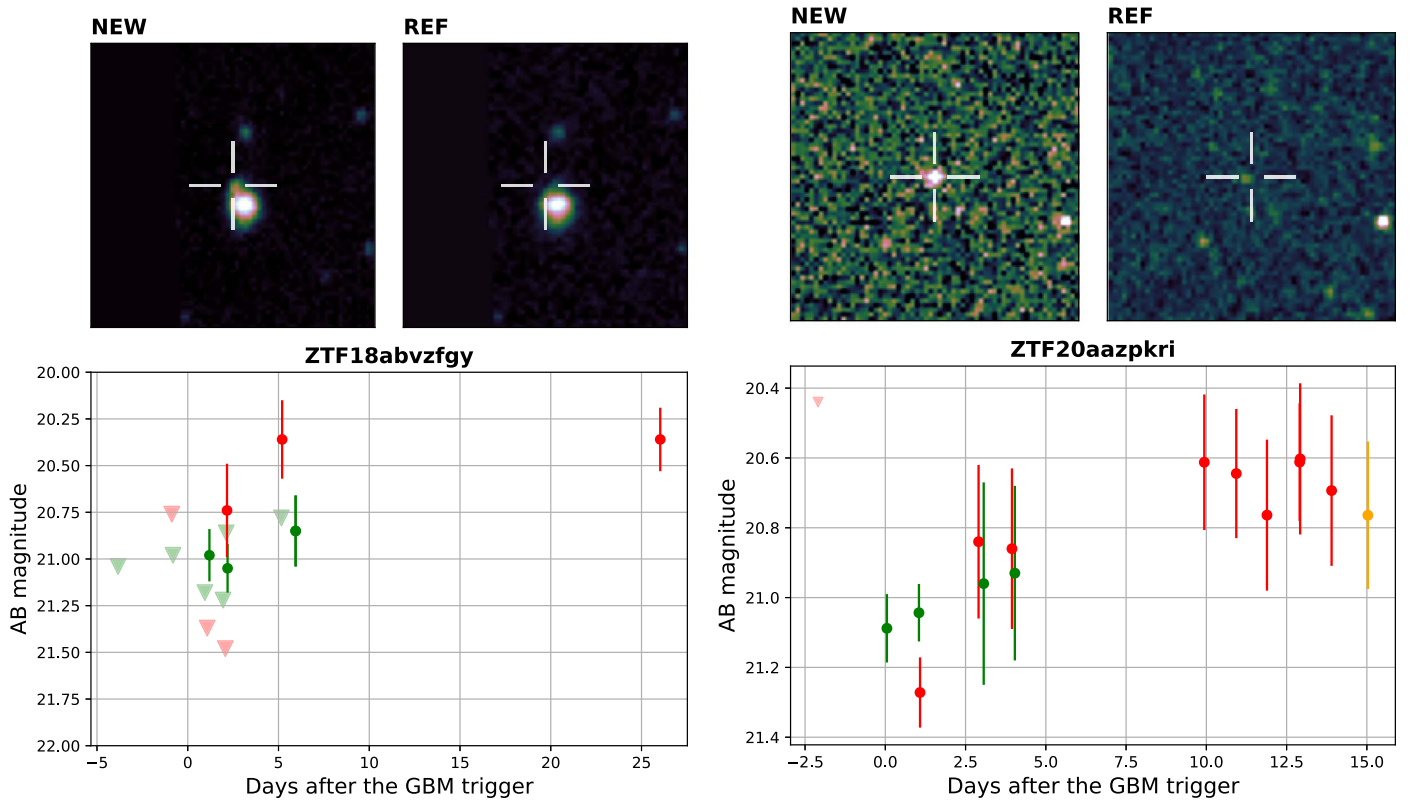 NEW REF
NEW REF
ZTF18abvzfgy
20.00
20.25
20.50
20.75
21.00
21.25
21.50
21.75
22.00
AB magnitude
−5 0 5 10 15 20 25
Days after the GBM trigger
ZTF20aazpkri
20.4
20.6
20.8
21.0
21.2
21.4
AB magnitude
−2.5 0.0 2.5 5.0 7.5 10.0 12.5 15.0
Days after the GBM trigger